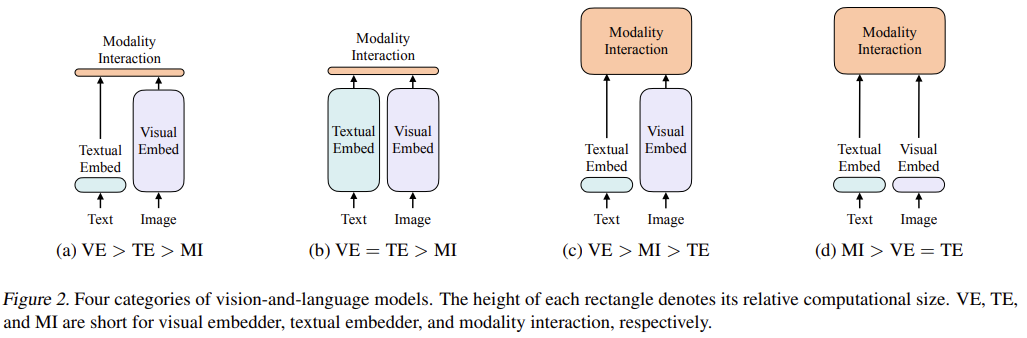 Modality
Interaction
Textual
Embed
Visual
Embed
Text
Image
(a) VE > TE > MI
Modality
Interaction
Textual
Embed
Visual
Embed
Text
Image
(b) VE = TE > MI
Modality
Interaction
Textual
Embed
Visual
Embed
Text
Image
(c) VE > MI > TE
Modality
Interaction
Textual
Embed
Visual
Embed
Text
Image
(d) MI > VE = TE
Figure 2. Four categories of vision-and-language models. The height of each rectangle denotes its relative computational size. VE, TE,
and MI are short for visual embedder, textual embedder, and modality interaction, respectively.